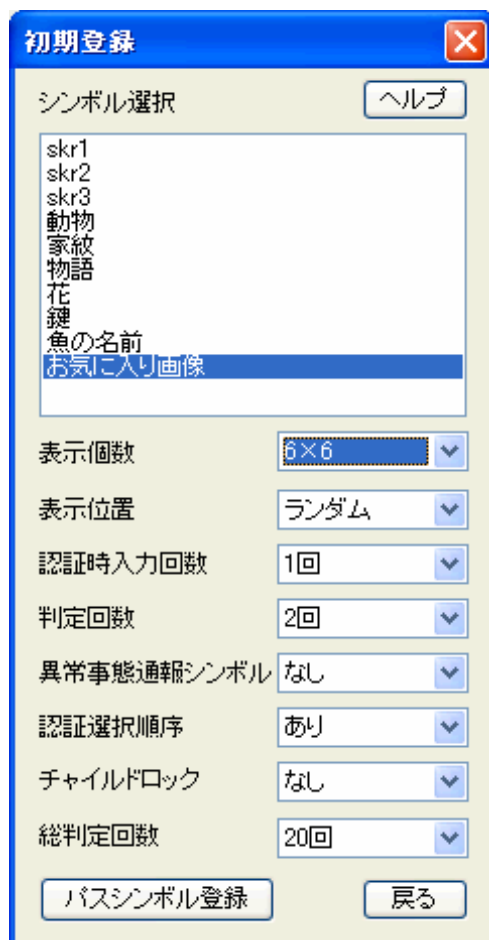 初期登録
シンボル選択 ヘルプ
skr1
skr2
skr3
動物
家紋
物語
花
鍵
魚の名前
お気に入り画像
表示個数 6×6
表示位置 ランダム
認証時入力回数 1回
判定回数 2回
異常事態通報シンボル なし
認証選択順序 あり
チャイルドロック なし
総判定回数 20回
パスシンボル登録 戻る